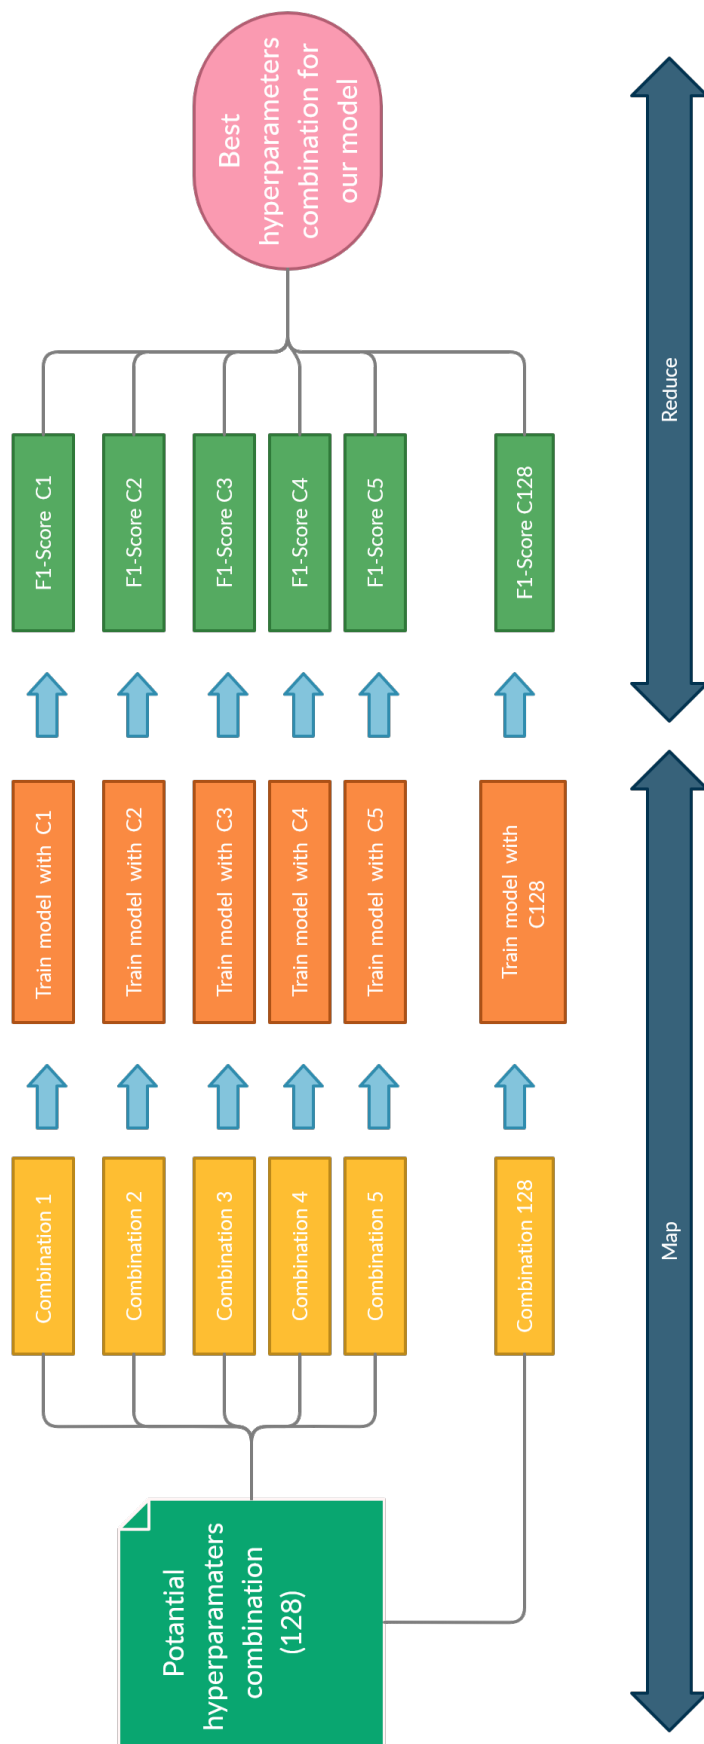 Potantial
hyperparamaters
combination
(128)
Combination 1
Combination 2
Combination 3
Combination 4
Combination 5
Combination 128
Train model with C1
Train model with C2
Train model with C3
Train model with C4
Train model with C5
Train model with
C128
F1-Score C1
F1-Score C2
F1-Score C3
F1-Score C4
F1-Score C5
F1-Score C128
Best
hyperparameters
combination for
our model
Map
Reduce